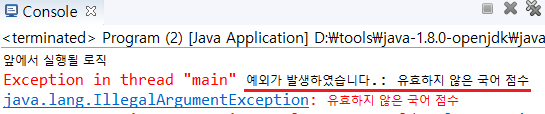 Console
<terminated> Program (2) [Java Application] D:₩tools₩java-1.8.0-openjdk₩java
앞에서 실행될 로직
Exception in thread "main" 예외가 발생하였습니다.: 유효하지 않은 국어 점수
java.lang.IllegalArgumentException: 유효하지 않은 국어 점수